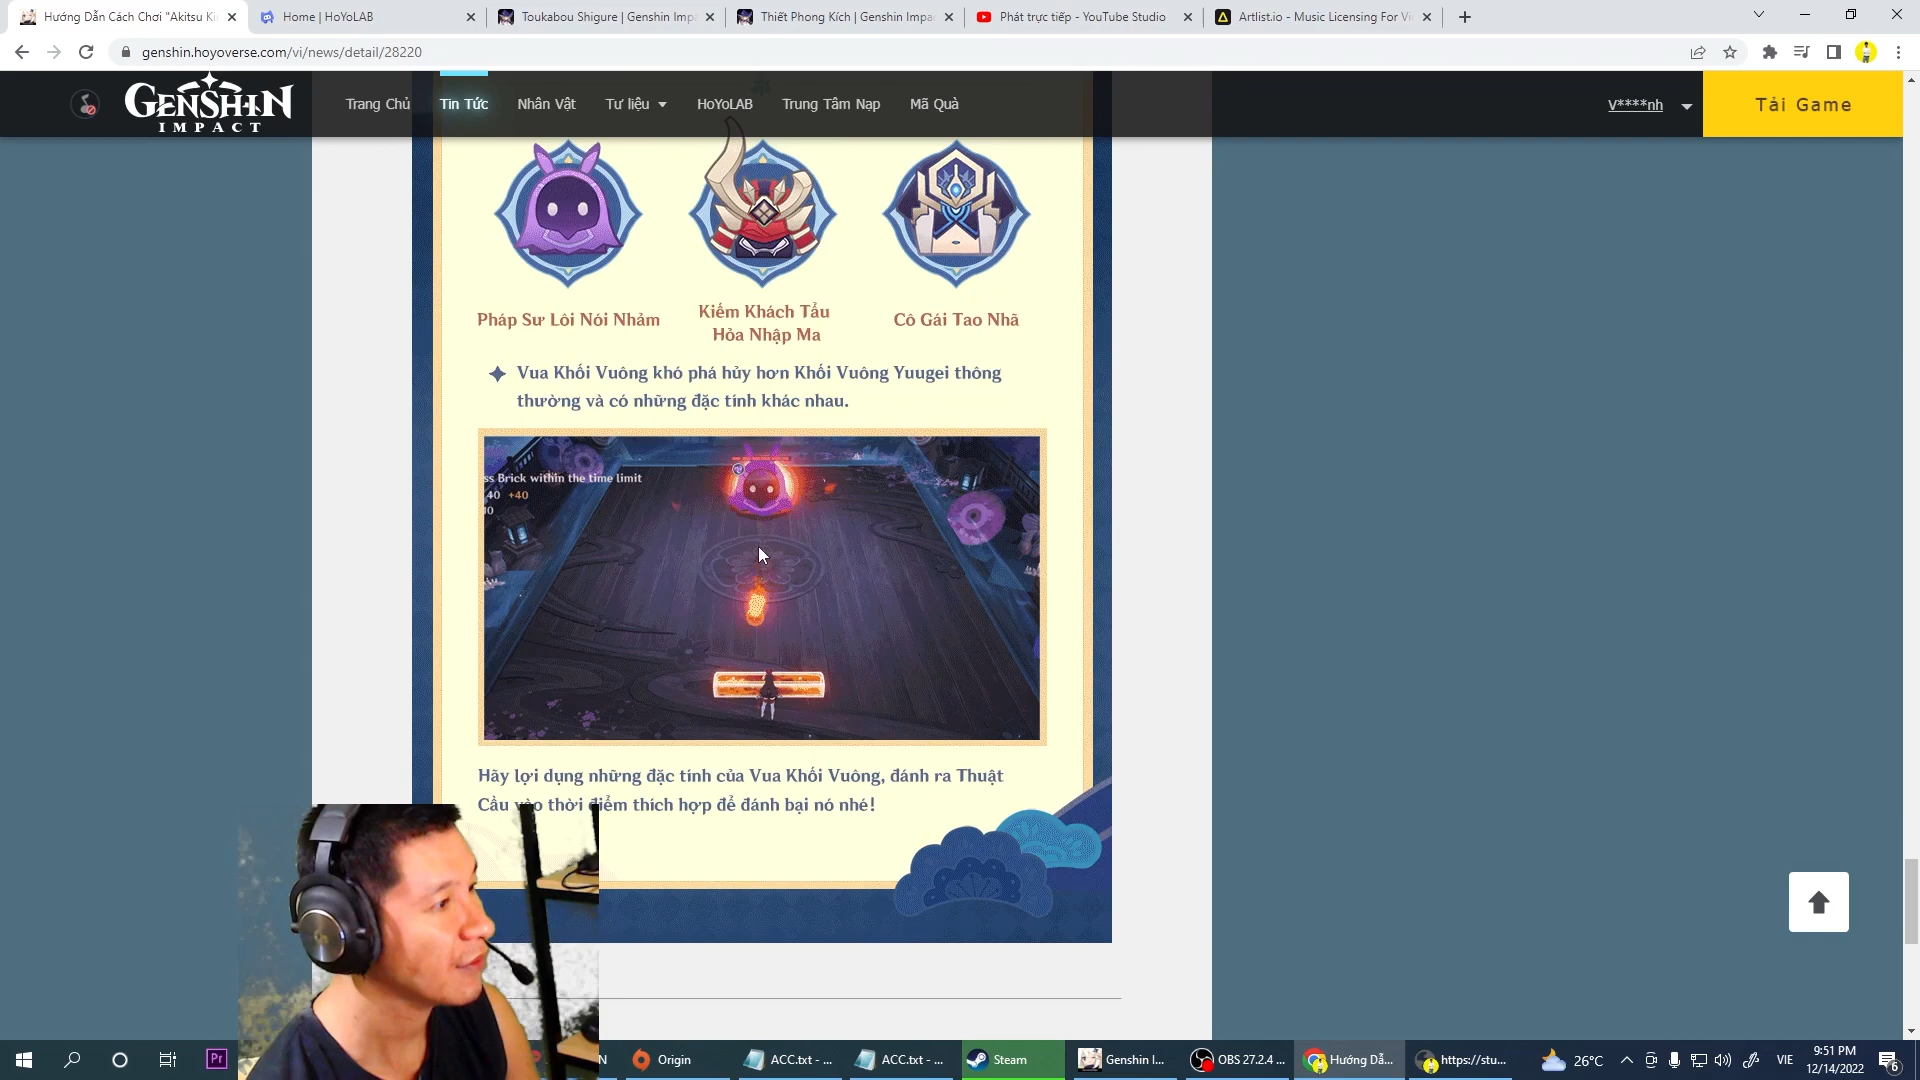 Hướng Dẫn Cách Chơi "Akitsu Ki
Home | HoYoLAB
Toukabou Shigure | Genshin Impa
Thiết Phong Kích | Genshin Impac
Phát trực tiếp - YouTube Studio
Artlist.io - Music Licensing For Vi
genshin.hoyoverse.com/vi/news/detail/28220
GENSHIN
IMPACT
Trang Chủ
Tin Tức
Nhân Vật
Tư liệu
HoYoLAB
Trung Tâm Nạp
Mã Quà
V****nh
Tải Game
Pháp Sư Lôi Nói Nhảm
Kiếm Khách Tẩu
Hỏa Nhập Ma
Cô Gái Tao Nhã
Vua Khối Vuông khó phá hủy hơn Khối Vuông Yuugei thông
thường và có những đặc tính khác nhau.
ss Brick within the time limit
40 +40
Hãy lợi dụng những đặc tính của Vua Khối Vuông, đánh ra Thuật
Cầu vào thời điểm thích hợp để đánh bại nó nhé!
Pr
N
Origin
ACC.txt - ...
ACC.txt - ...
Steam
Genshin I...
OBS 27.2.4 ...
Hướng Dẫ...
https://stu...
26°C
VIE
9:51 PM
12/14/2022
6